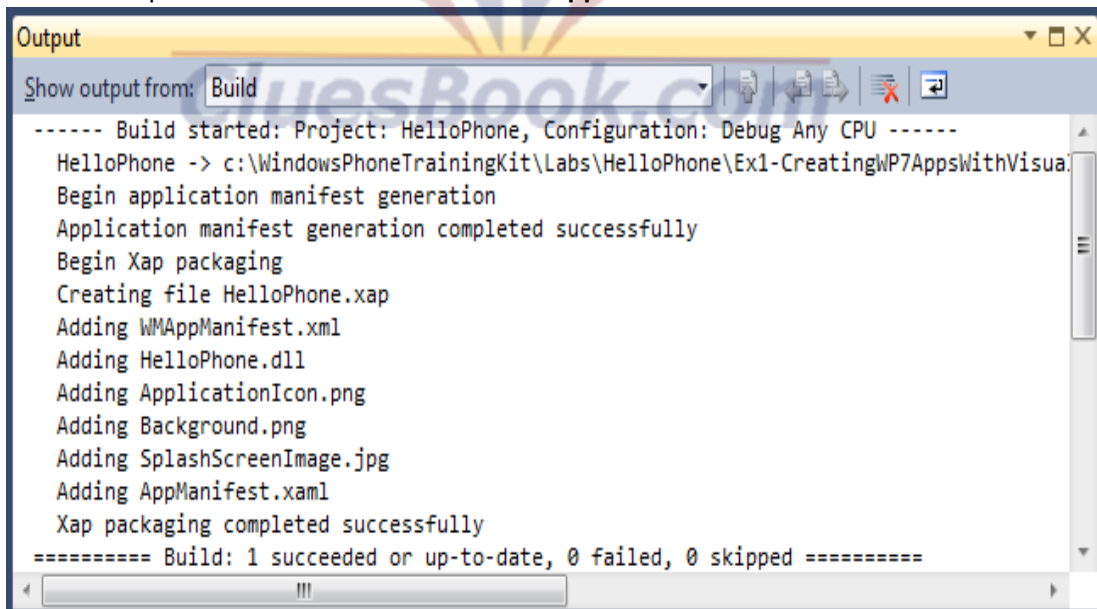 Output
Show output from: Build
CluesBook.com
------ Build started: Project: HelloPhone, Configuration: Debug Any CPU ------
HelloPhone -> c:\WindowsPhoneTrainingKit\Labs\HelloPhone\Ex1-CreatingWP7AppsWithVisual
Begin application manifest generation
Application manifest generation completed successfully
Begin Xap packaging
Creating file HelloPhone.xap
Adding WMAppManifest.xml
Adding HelloPhone.dll
Adding ApplicationIcon.png
Adding Background.png
Adding SplashScreenImage.jpg
Adding AppManifest.xaml
Xap packaging completed successfully
========== Build: 1 succeeded or up-to-date, 0 failed, 0 skipped ==========